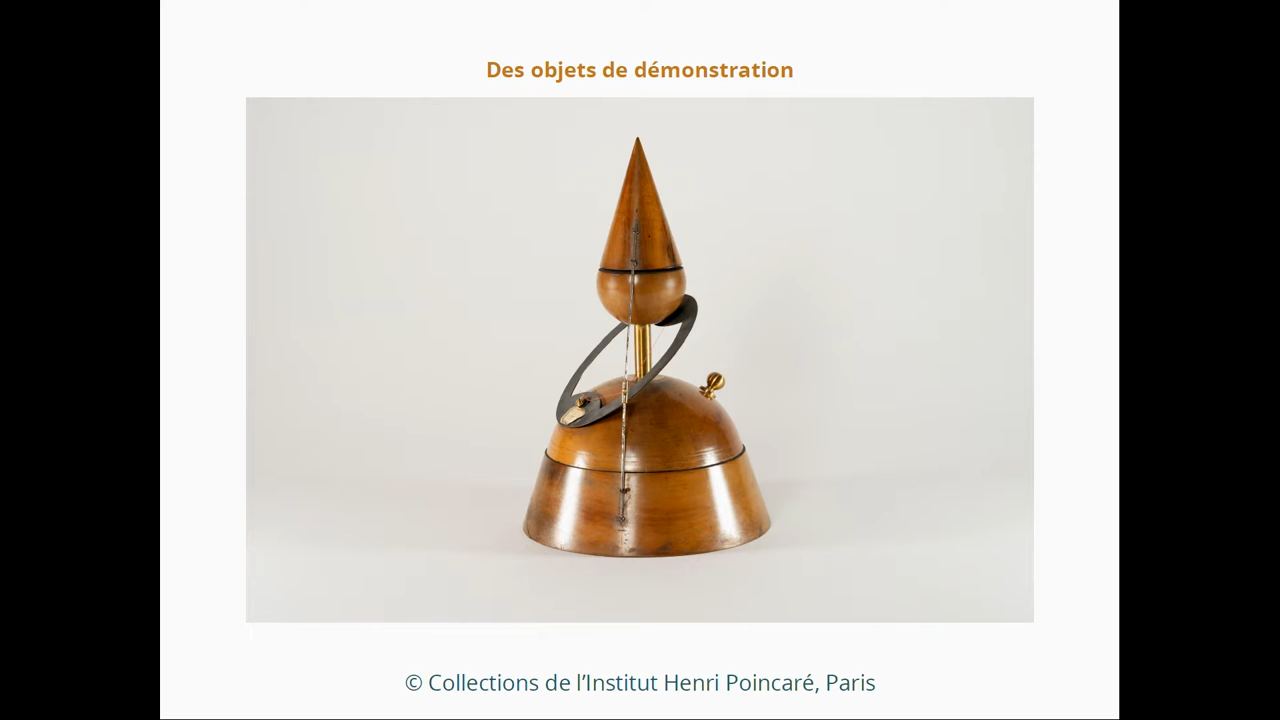 Des objets de démonstration
© Collections de l’Institut Henri Poincaré, Paris